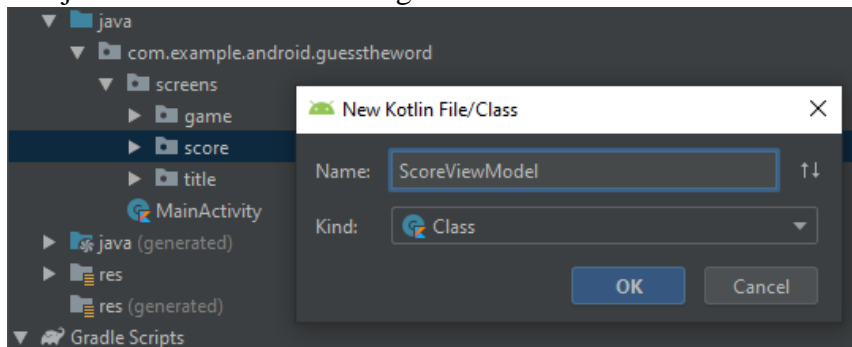 java
com.example.android.guesstheword
screens
game
score
title
MainActivity
java (generated)
res
res (generated)
Gradle Scripts
New Kotlin File/Class
Name: ScoreViewModel
Kind: Class
OK Cancel